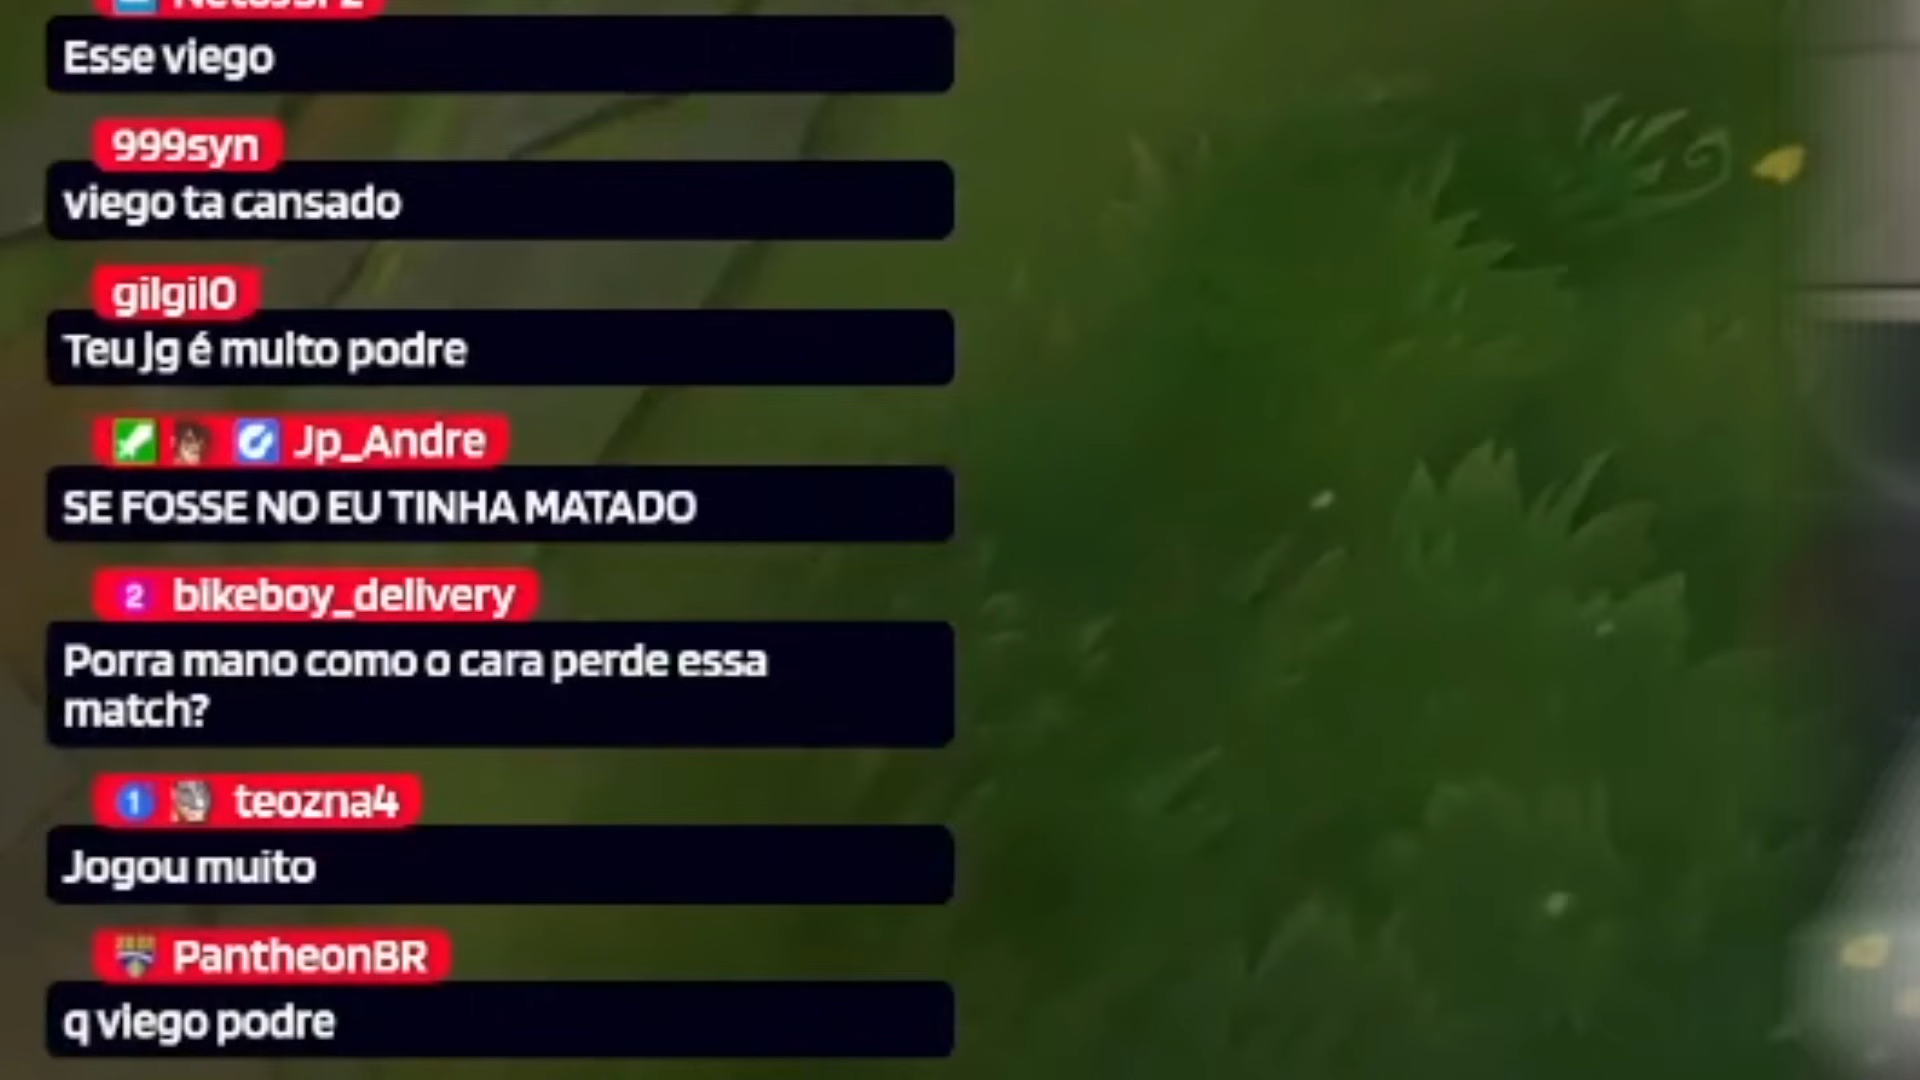 Esse viego
999syn
viego ta cansado
gilgil0
Teu jg é muito podre
Jp_Andre
SE FOSSE NO EU TINHA MATADO
2 bikeboy_delivery
Porra mano como o cara perde essa
match?
1 teozna4
Jogou muito
PantheonBR
q viego podre